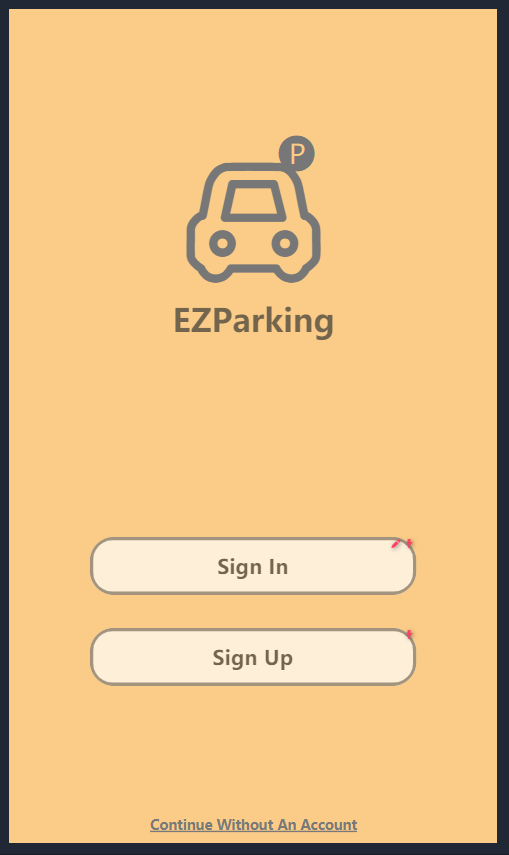 P
EZParking
Sign In
Sign Up
Continue Without An Account